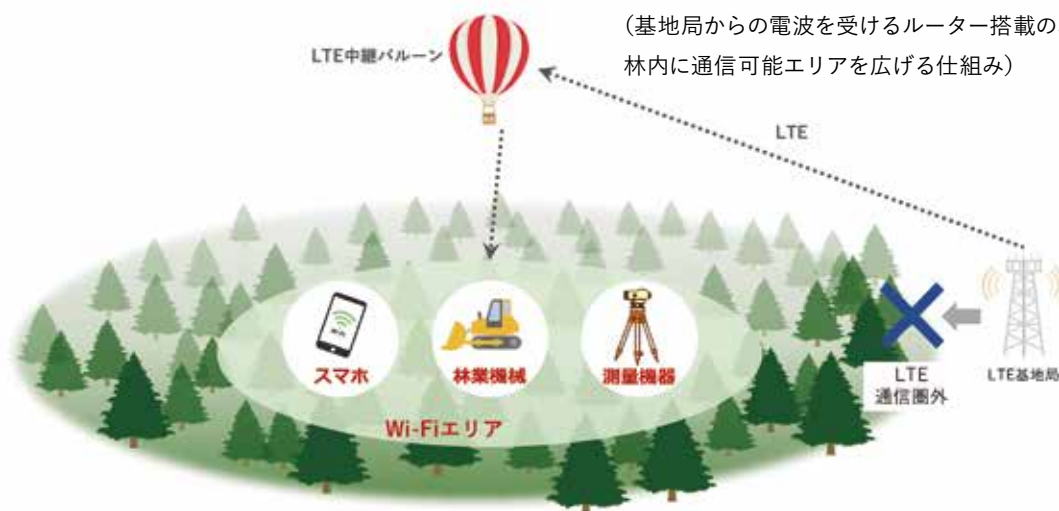 (基地局からの電波を受けるルーター搭載の
林内に通信可能エリアを広げる仕組み)
LTE中継バルーン
LTE
Wi-Fi
スマホ
林業機械
測量機器
LTE
通信圏外
LTE基地局
Wi-Fiエリア